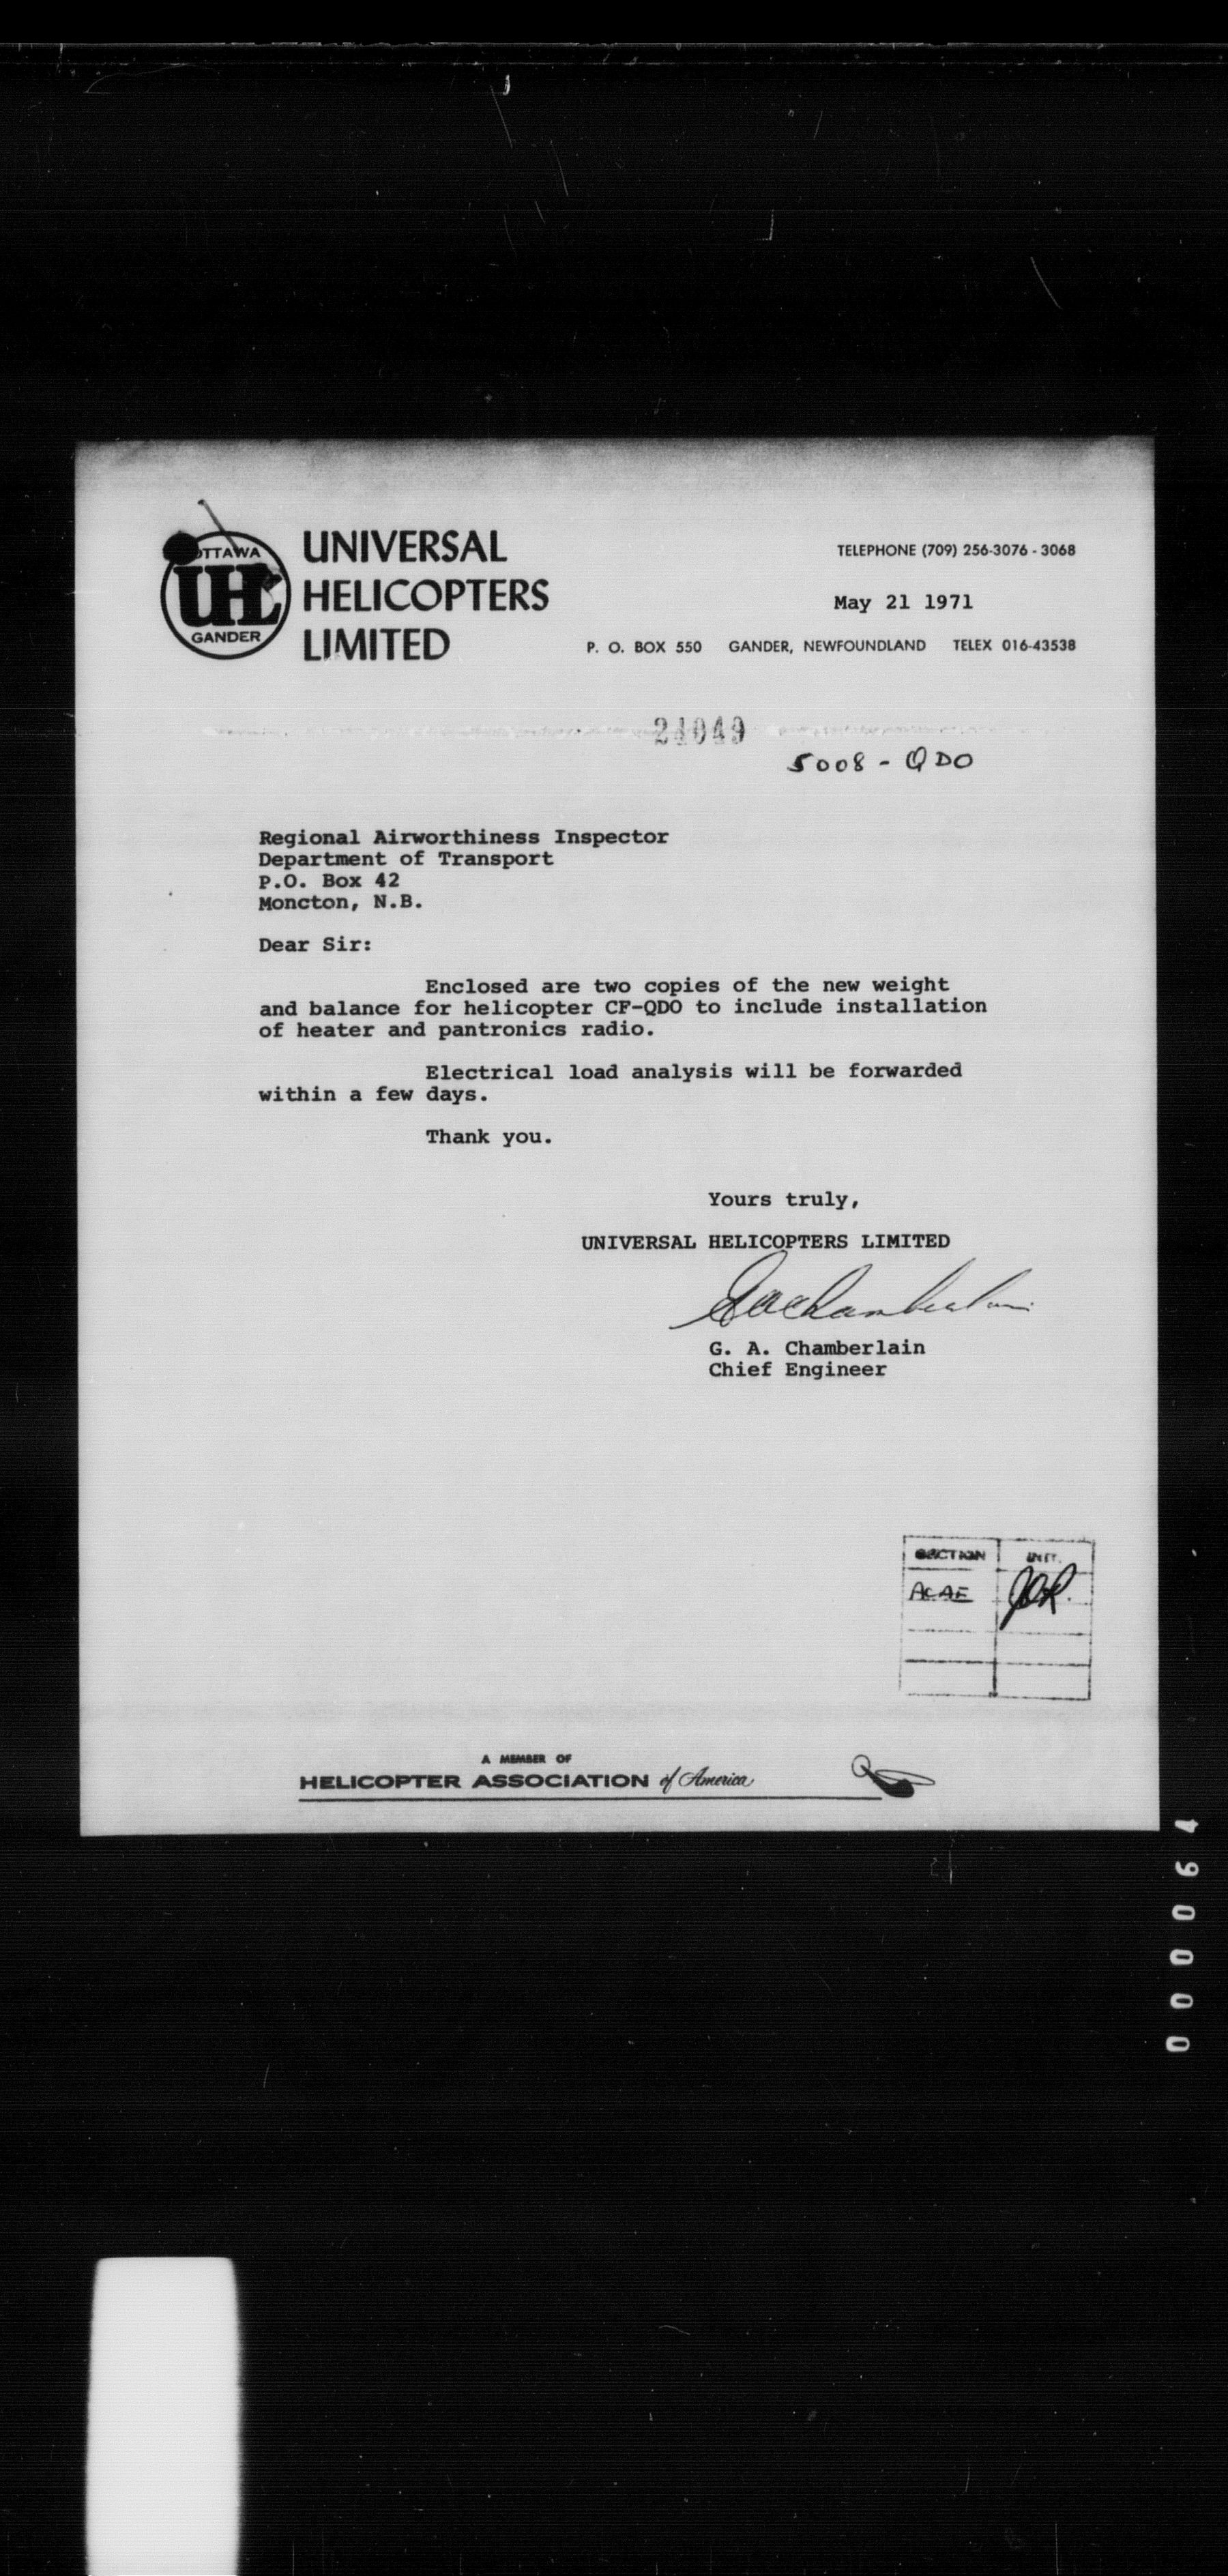 OTTAWA
UHL
GANDER
UNIVERSAL
HELICOPTERS
LIMITED
TELEPHONE (709) 256-3076 - 3068
May 21 1971
P. O. BOX 550 GANDER, NEWFOUNDLAND TELEX 016-43538
24049
5008 - QDO
Regional Airworthiness Inspector
Department of Transport
P.O. Box 42
Moncton, N.B.
Dear Sir:
Enclosed are two copies of the new weight
and balance for helicopter CF-QDO to include installation
of heater and pantronics radio.
Electrical load analysis will be forwarded
within a few days.
Thank you.
Yours truly,
UNIVERSAL HELICOPTERS LIMITED
G A Chamberlain
G. A. Chamberlain
Chief Engineer
SECTION INIT.
ACAE
A MEMBER OF
HELICOPTER ASSOCIATION of America
000064